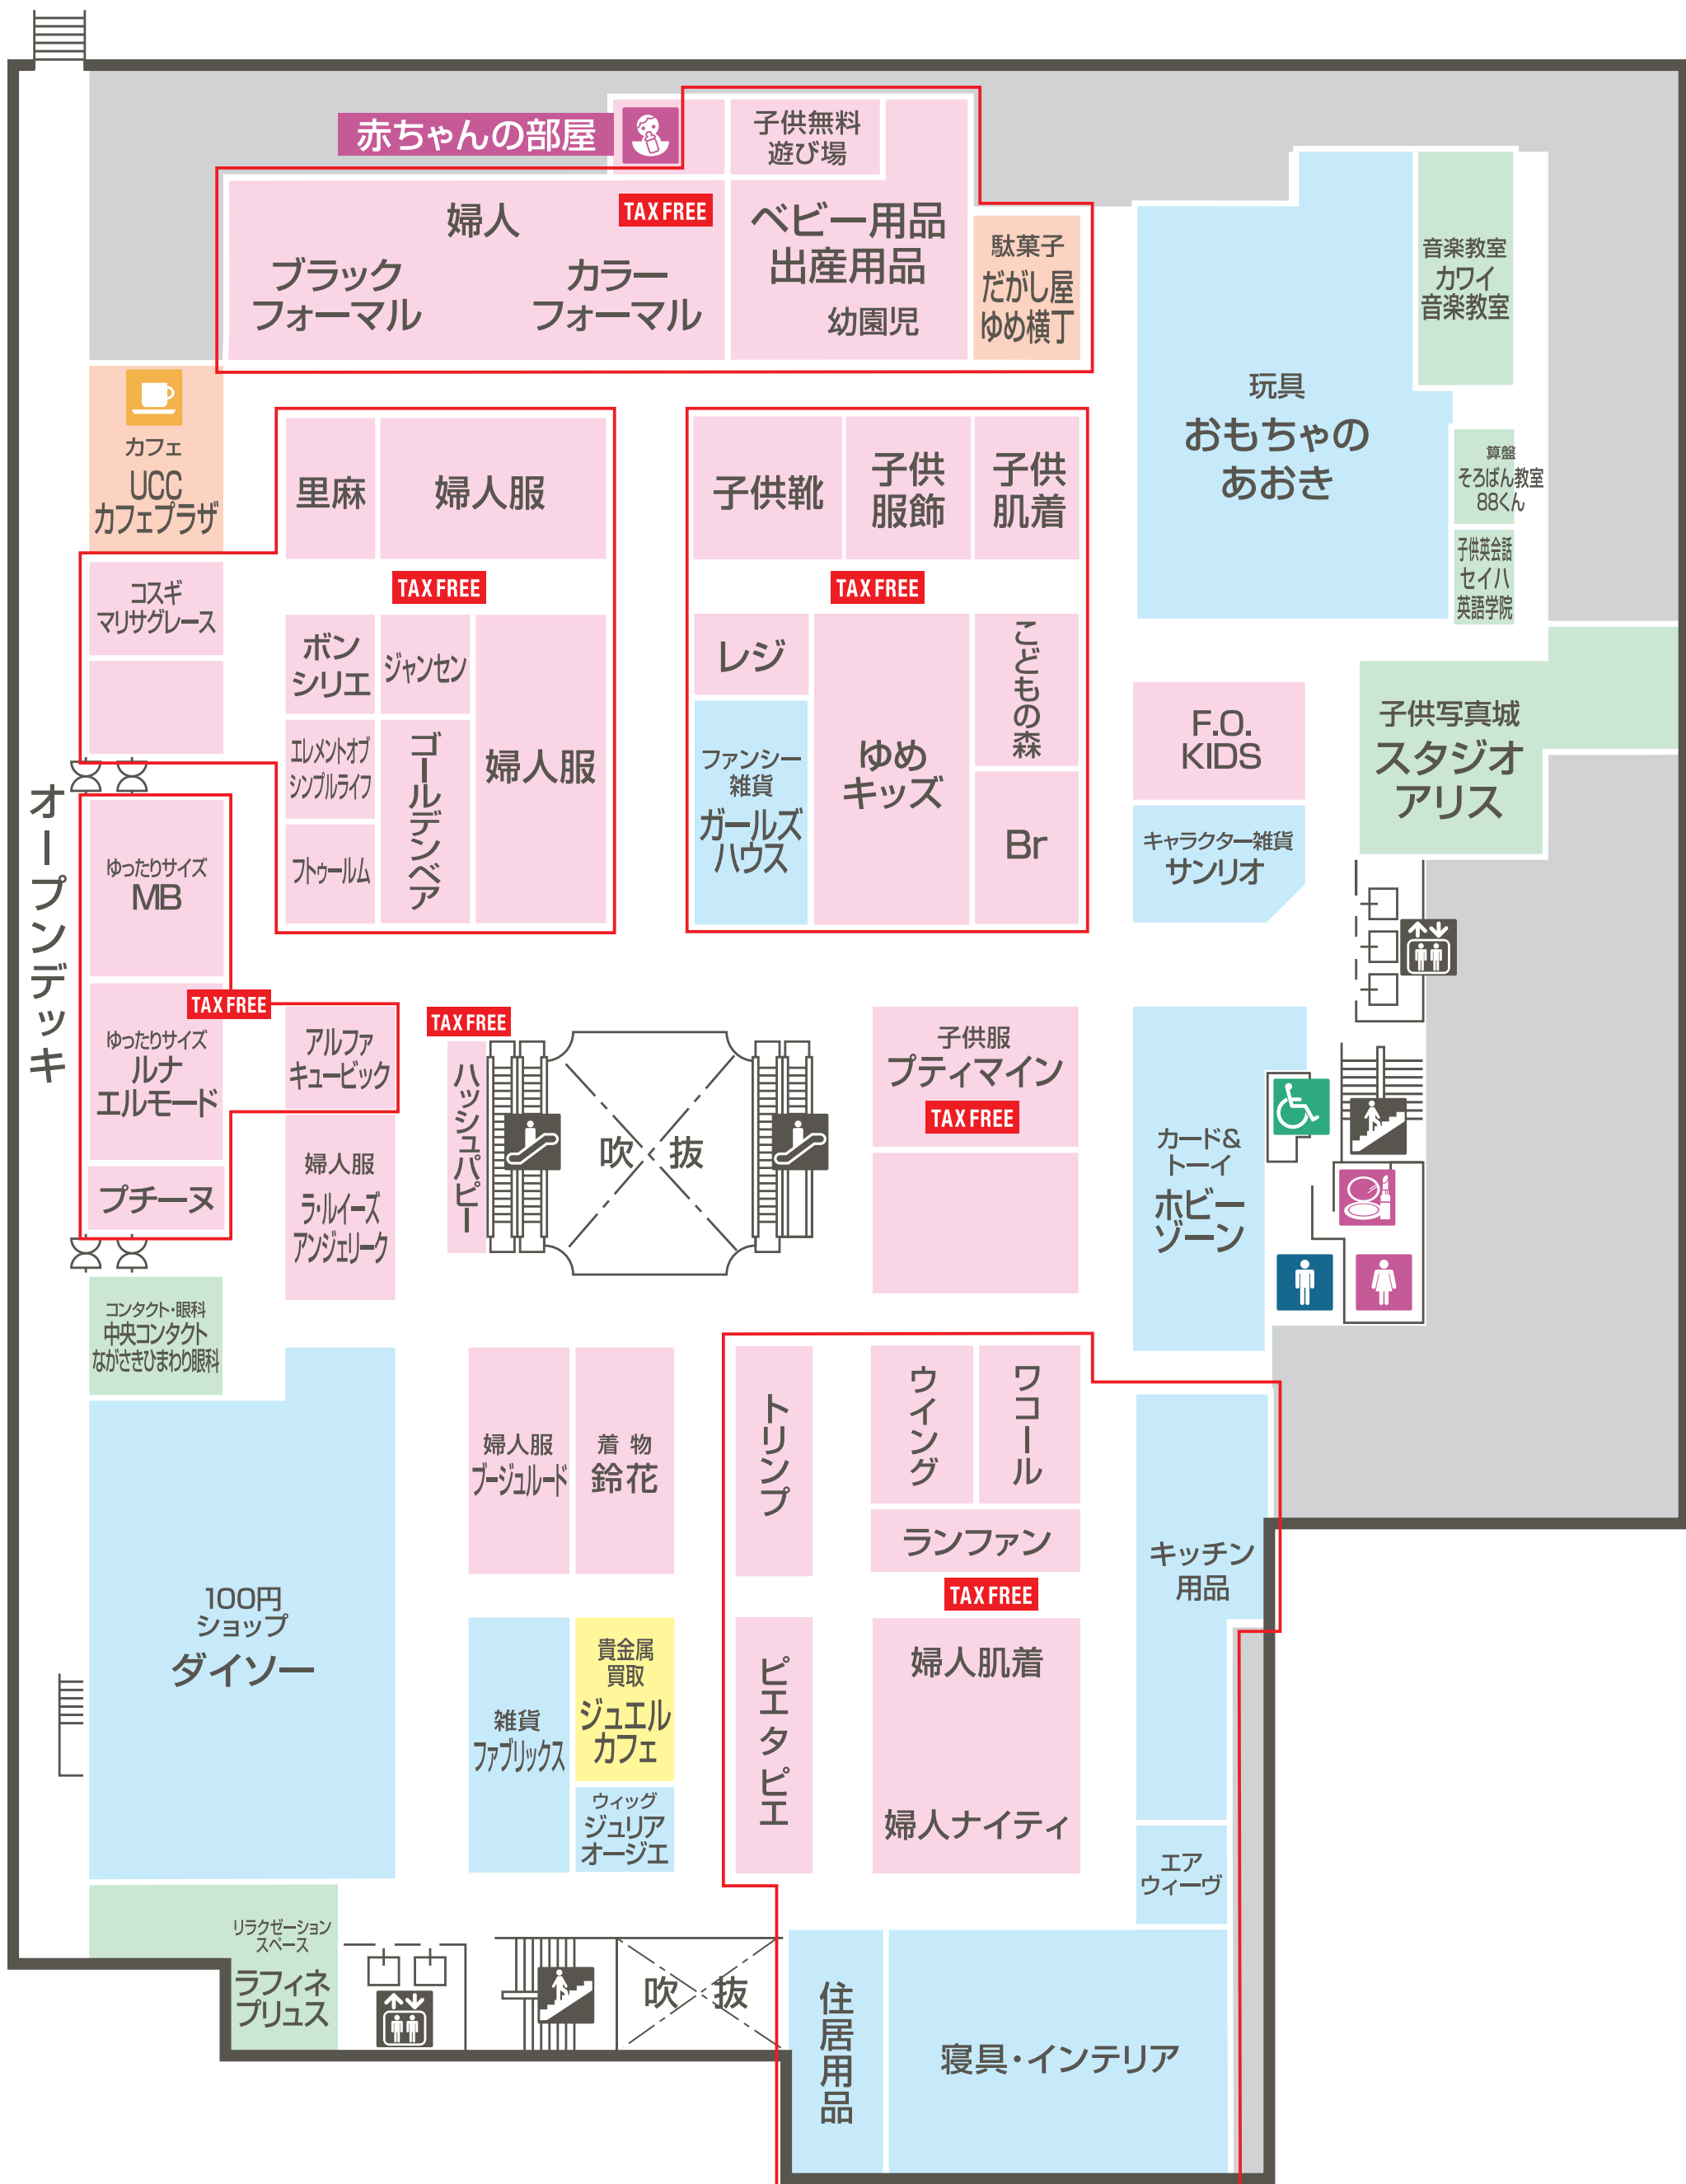 赤ちゃんの部屋
子供無料
遊び場
婦人
TAX FREE
ブラック
フォーマル
カラー
フォーマル
ベビー用品
出産用品
幼園児
駄菓子
だがし屋
ゆめ横丁
音楽教室
カワイ
音楽教室
玩具
おもちゃの
あおき
算盤
そろばん教室
88くん
子供英会話
セイハ
英語学院
カフェ
UCC
カフェプラザ
里麻
婦人服
TAX FREE
コスギ
マリサグレース
ボン
シリエ
ジャンセン
エレメントオブ
シンプルライフ
ゴールデンベア
婦人服
フトゥールム
子供靴
子供
服飾
子供
肌着
TAX FREE
レジ
ファンシー
雑貨
ガールズ
ハウス
ゆめ
キッズ
こどもの森
Br
F.O.
KIDS
キャラクター雑貨
サンリオ
子供写真城
スタジオ
アリス
オープンデッキ
ゆったりサイズ
MB
TAX FREE
ゆったりサイズ
ルナ
エルモード
プチーヌ
アルファ
キュービック
婦人服
ラ・ルイーズ
アンジェリーク
TAX FREE
ハッシュパピー
吹 抜
子供服
プティマイン
TAX FREE
カード&
トーイ
ホビー
ゾーン
コンタクト・眼科
中央コンタクト
ながさきひまわり眼科
100円
ショップ
ダイソー
婦人服
ブージュルード
着 物
鈴花
雑貨
ファブリックス
貴金属
買取
ジュエル
カフェ
ウィッグ
ジュリア
オージエ
トリンプ
ウイング
ワコール
ランファン
TAX FREE
ピエタピエ
婦人肌着
婦人ナイティ
キッチン
用品
エア
ウィーヴ
リラクゼーション
スペース
ラフィネ
プリュス
吹 抜
住居用品
寝具・インテリア